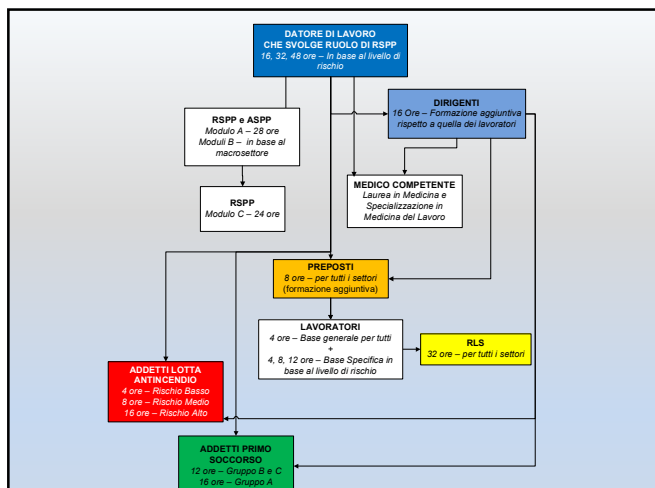 DATORE DI LAVORO
CHE SVOLGE RUOLO DI RSPP
16, 32, 48 ore – In base al livello di
rischio
RSPP e ASPP
Modulo A – 28 ore
Moduli B – in base al
macrosettore
DIRIGENTI
16 Ore – Formazione aggiuntiva
rispetto a quella dei lavoratori
RSPP
Modulo C – 24 ore
MEDICO COMPETENTE
Laurea in Medicina e
Specializzazione in
Medicina del Lavoro
PREPOSTI
8 ore – per tutti i settori
(formazione aggiuntiva)
LAVORATORI
4 ore – Base generale per tutti
+
4, 8, 12 ore – Base Specifica in
base al livello di rischio
RLS
32 ore – per tutti i settori
ADDETTI LOTTA
ANTINCENDIO
4 ore – Rischio Basso
8 ore – Rischio Medio
16 ore – Rischio Alto
ADDETTI PRIMO
SOCCORSO
12 ore – Gruppo B e C
16 ore – Gruppo A